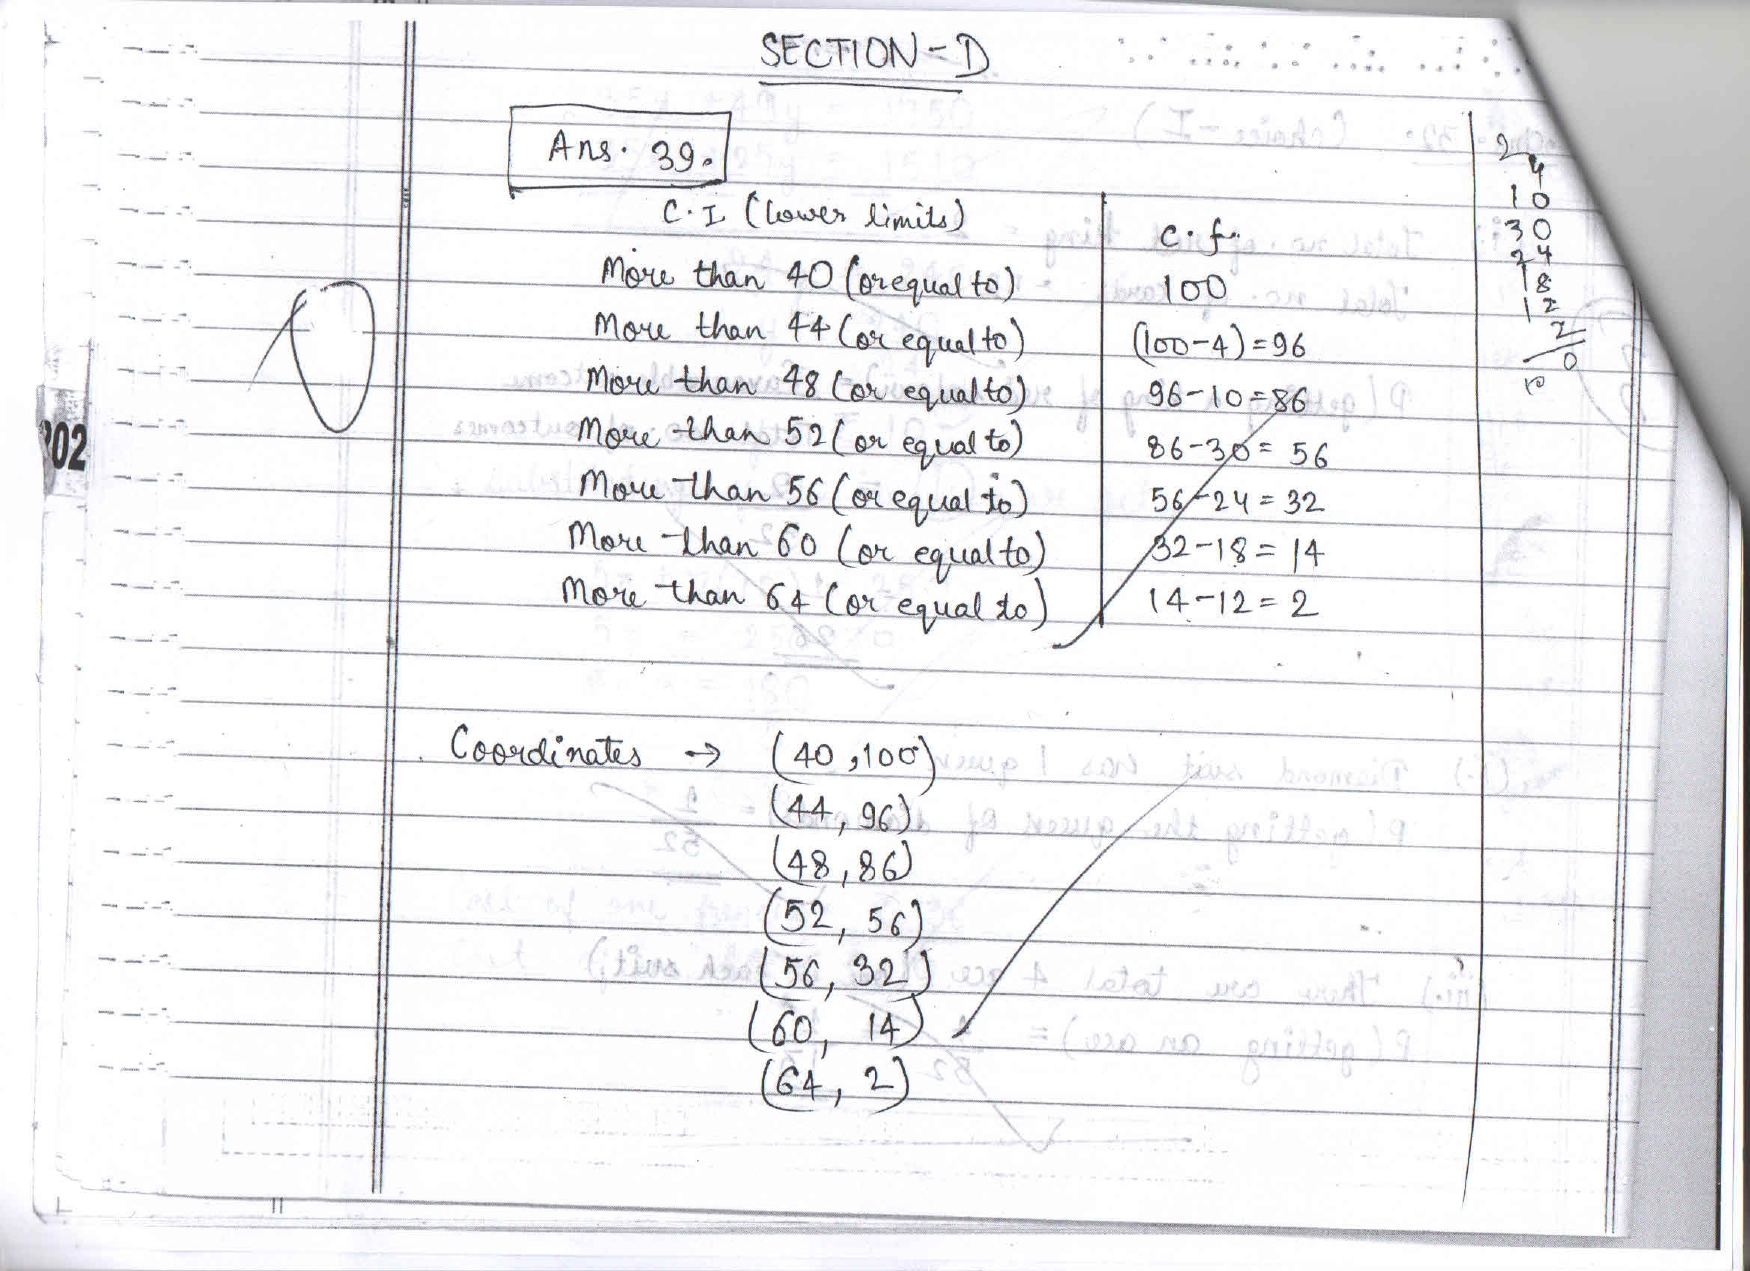 SECTION - D
Ans. 39.
C.I (lower limits) c.f.
More than 40 (or equal to) 100
More than 44 (or equal to) (100-4)=96
More than 48 (or equal to) 96-10=86
More than 52 (or equal to) 86-30= 56
More than 56 (or equal to) 56-24=32
More than 60 (or equal to) 32-18= 14
More than 64 (or equal to) 14-12= 2
Coordinates → (40,100)
(44, 96)
(48,86)
(52, 56)
(56, 32)
(60, 14)
(64, 2)
4
10
30
24
18
12
2
0
02